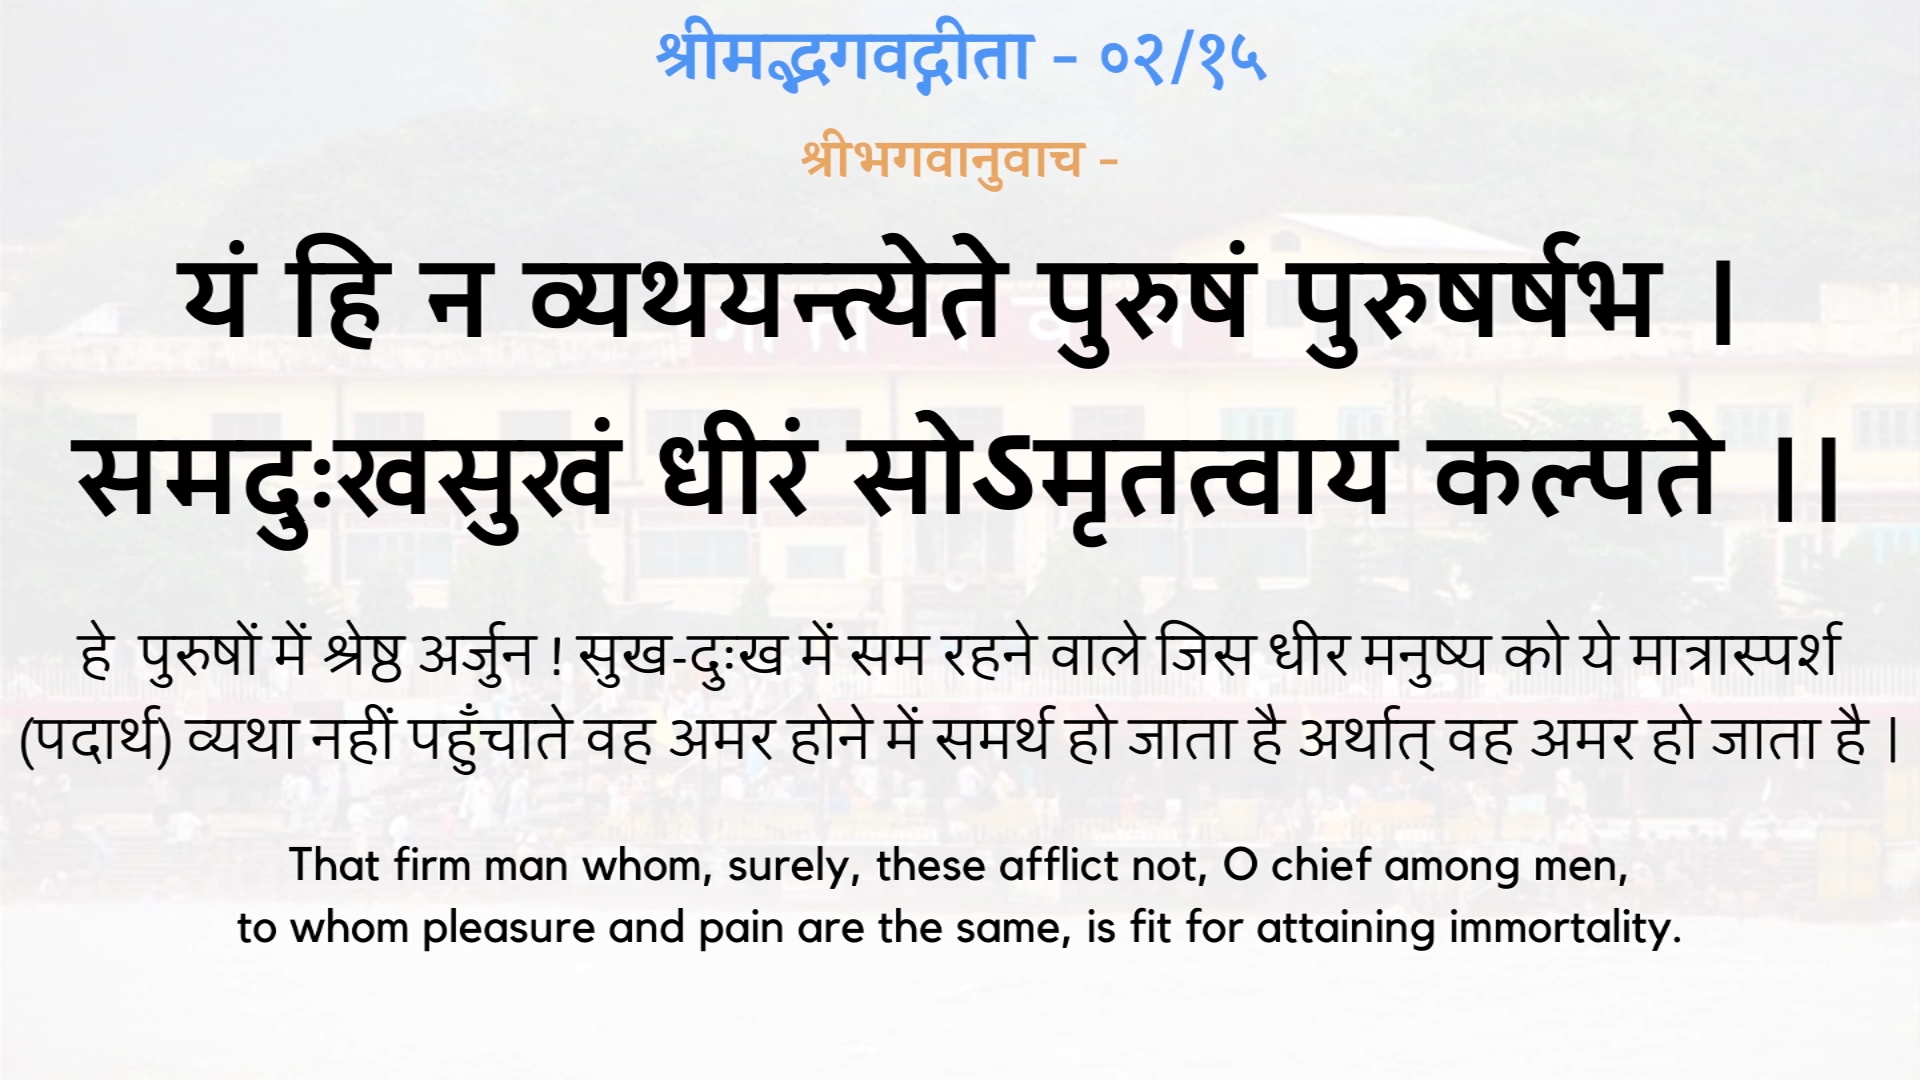 श्रीमद्भगवद्गीता - ०२/१५
श्रीभगवानुवाच -
यं हि न व्यथयन्त्येते पुरुषं पुरुषर्षभ ।
समदुःखसुखं धीरं सोऽमृतत्वाय कल्पते ।।
हे पुरुषों में श्रेष्ठ अर्जुन ! सुख-दुःख में सम रहने वाले जिस धीर मनुष्य को ये मात्रास्पर्श
(पदार्थ) व्यथा नहीं पहुँचाते वह अमर होने में समर्थ हो जाता है अर्थात् वह अमर हो जाता है ।
That firm man whom, surely, these afflict not, O chief among men,
to whom pleasure and pain are the same, is fit for attaining immortality.